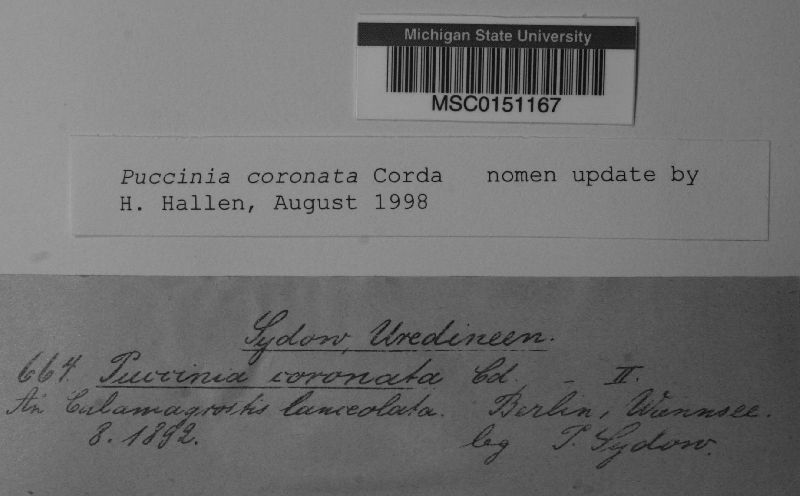 Michigan State University
MSC0151167
Puccinia coronata Corda nomen update by
H. Hallen, August 1998
Sydow, Uredineen.
664. Puccinia coronata Cd. – II.
An Calamagrostis lanceolata. Berlin, Wannsee.
8. 1892. leg P. Sydow.